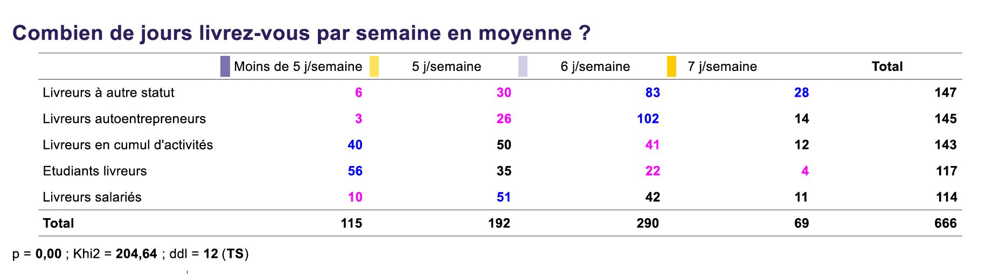 Combien de jours livrez-vous par semaine en moyenne ?
Moins de 5 j/semaine 5 j/semaine 6 j/semaine 7 j/semaine Total
Livreurs à autre statut 6 30 83 28 147
Livreurs autoentrepreneurs 3 26 102 14 145
Livreurs en cumul d'activités 40 50 41 12 143
Etudiants livreurs 56 35 22 4 117
Livreurs salariés 10 51 42 11 114
Total 115 192 290 69 666
p = 0,00 ; Khi2 = 204,64 ; ddl = 12 (TS)